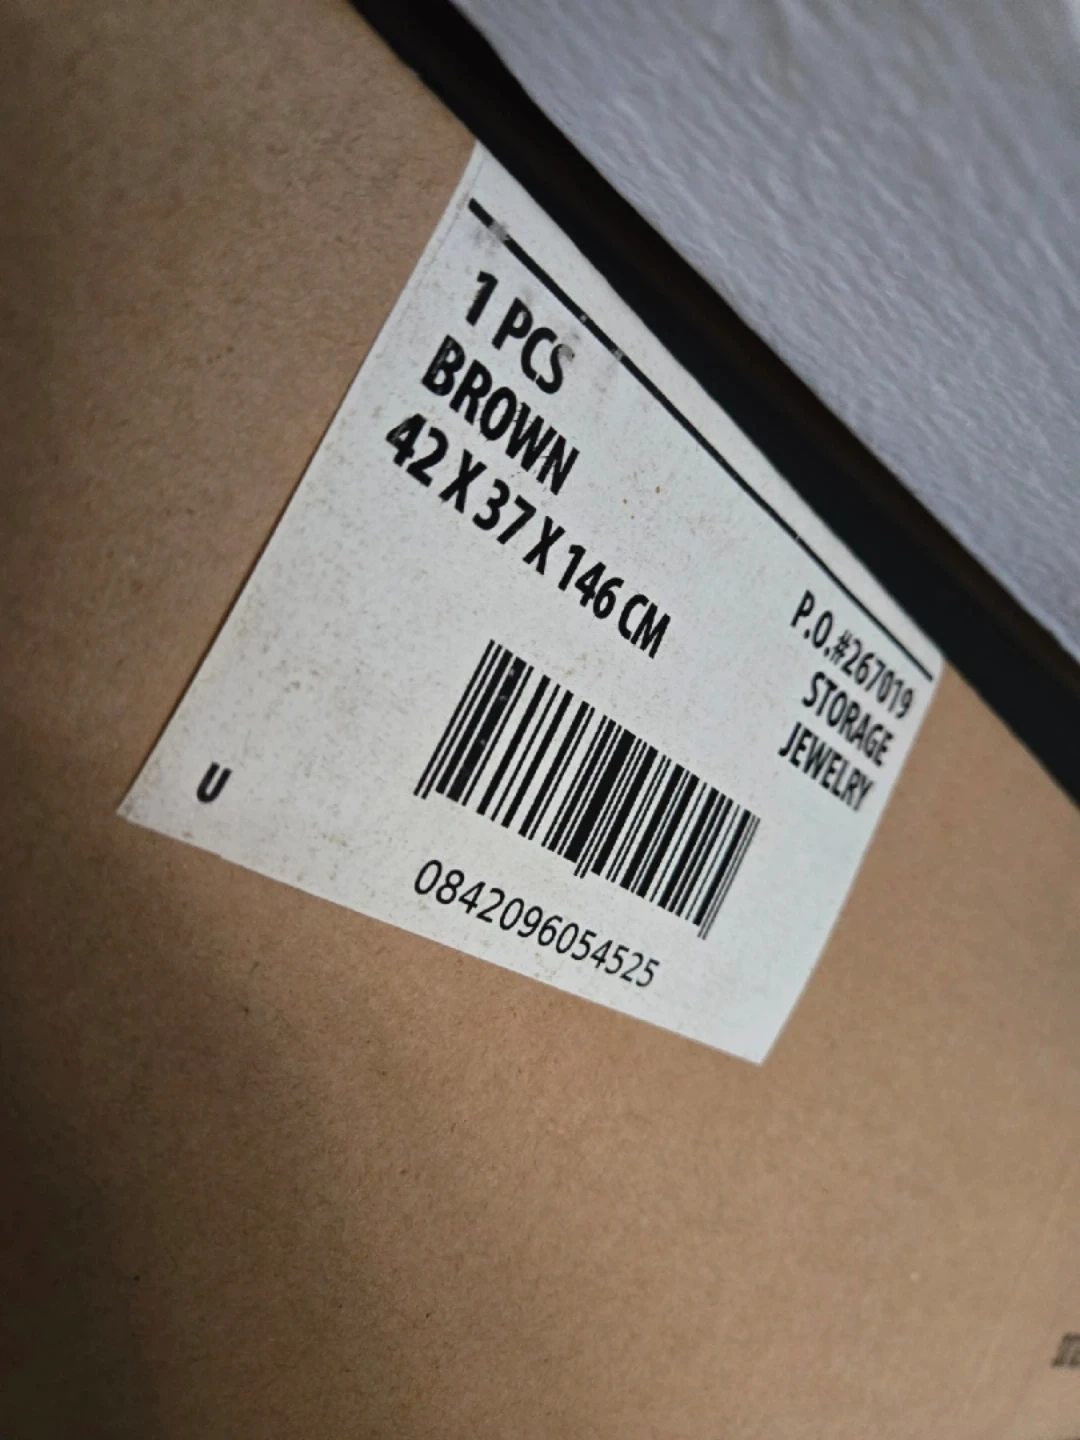 1 PCS
BROWN
42 X 37 X 146 CM
P.O.#267019
STORAGE
JEWELRY
U
0842096054525